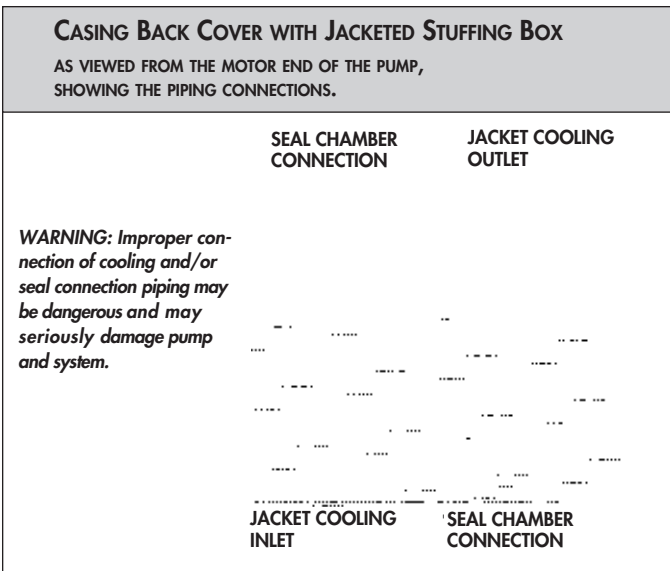 CASING BACK COVER WITH JACKETED STUFFING BOX
AS VIEWED FROM THE MOTOR END OF THE PUMP,
SHOWING THE PIPING CONNECTIONS.
SEAL CHAMBER
CONNECTION
JACKET COOLING
OUTLET
WARNING: Improper con-
nection of cooling and/or
seal connection piping may
be dangerous and may
seriously damage pump
and system.
JACKET COOLING
INLET
SEAL CHAMBER
CONNECTION